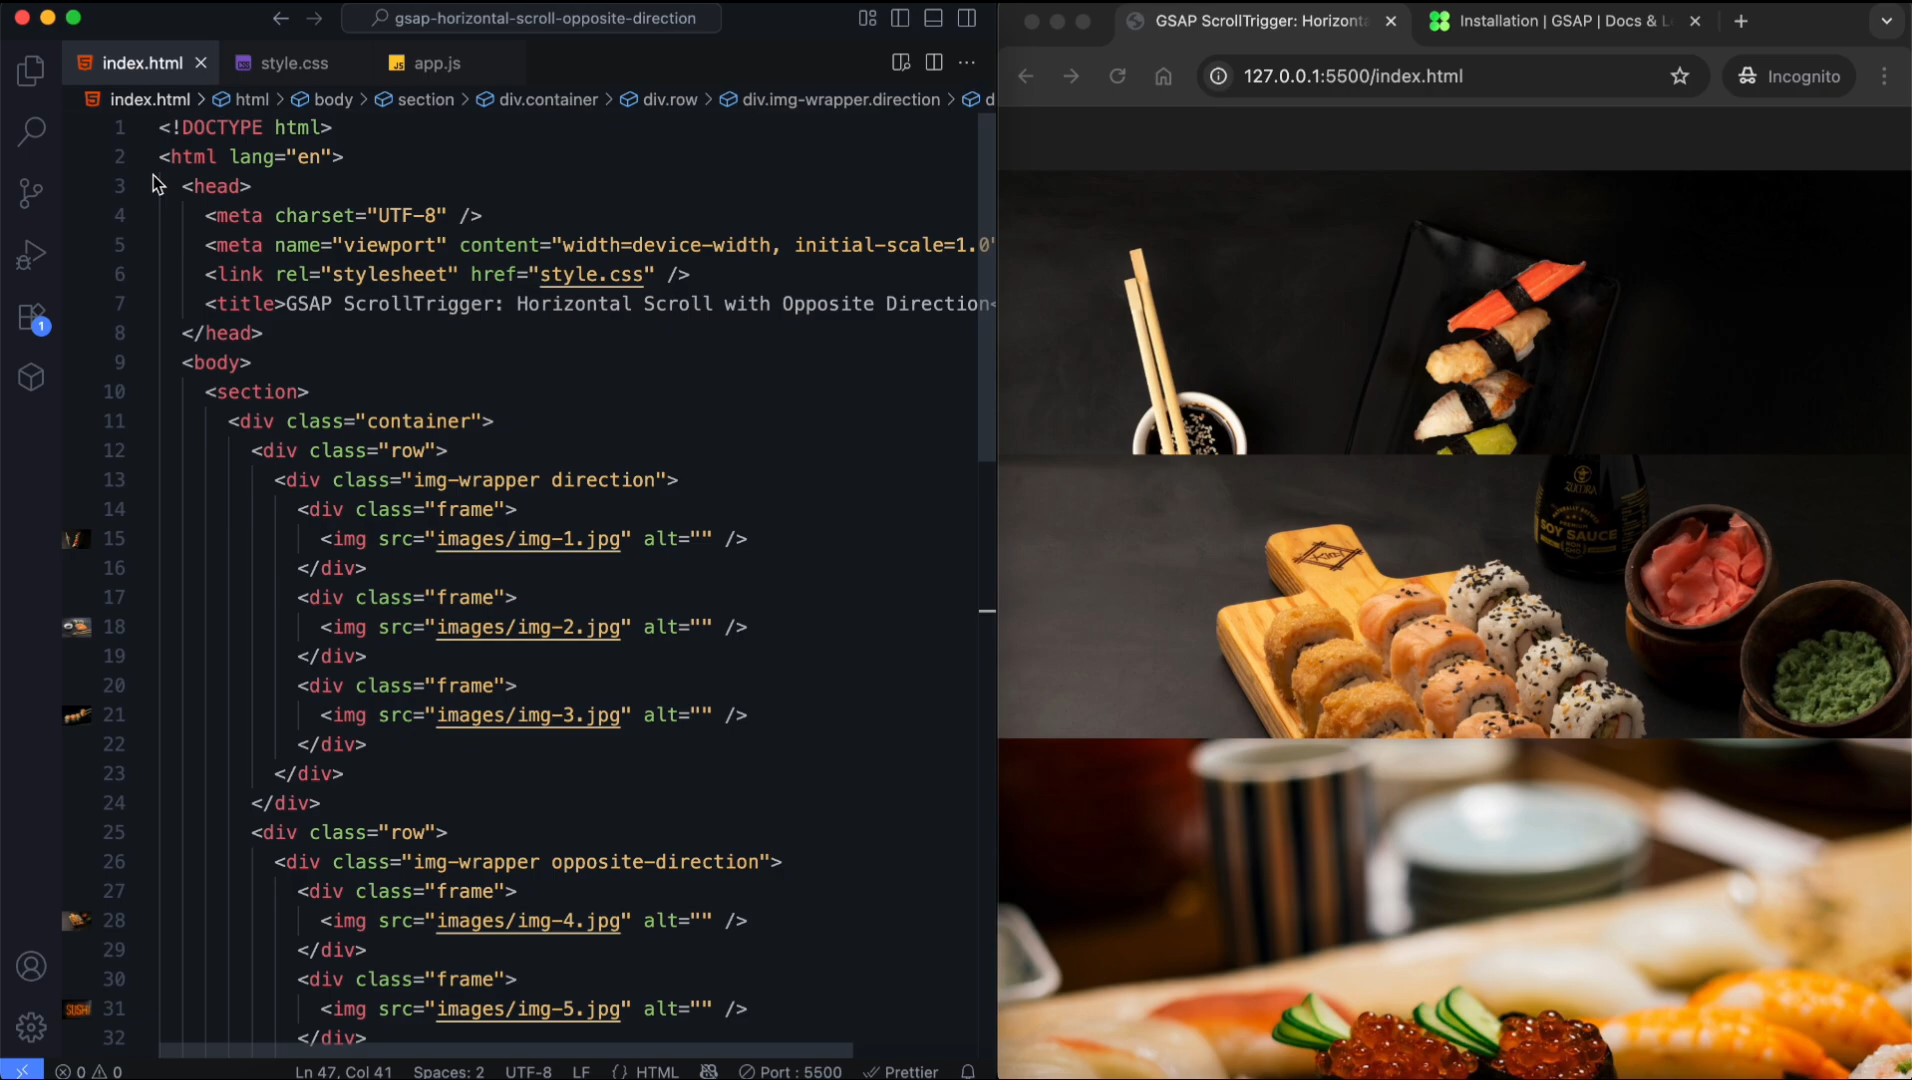 gsap-horizontal-scroll-opposite-direction
index.html
style.css
app.js
index.html > html > body > section > div.container > div.row > div.img-wrapper.direction > d
1 <!DOCTYPE html>
2 <html lang="en">
3 <head>
4 <meta charset="UTF-8" />
5 <meta name="viewport" content="width=device-width, initial-scale=1.0"
6 <link rel="stylesheet" href="style.css" />
7 <title>GSAP ScrollTrigger: Horizontal Scroll with Opposite Direction<
8 </head>
9 <body>
10 <section>
11 <div class="container">
12 <div class="row">
13 <div class="img-wrapper direction">
14 <div class="frame">
15 <img src="images/img-1.jpg" alt="" />
16 </div>
17 <div class="frame">
18 <img src="images/img-2.jpg" alt="" />
19 </div>
20 <div class="frame">
21 <img src="images/img-3.jpg" alt="" />
22 </div>
23 </div>
24 </div>
25 <div class="row">
26 <div class="img-wrapper opposite-direction">
27 <div class="frame">
28 <img src="images/img-4.jpg" alt="" />
29 </div>
30 <div class="frame">
31 <img src="images/img-5.jpg" alt="" />
32 </div>
SUSHI
1
0 0
Ln 47, Col 41
Spaces: 2
UTF-8
LF
{} HTML
Port : 5500
Prettier
GSAP ScrollTrigger: Horizonta
Installation | GSAP | Docs & L
127.0.0.1:5500/index.html
Incognito
SOY SAUCE